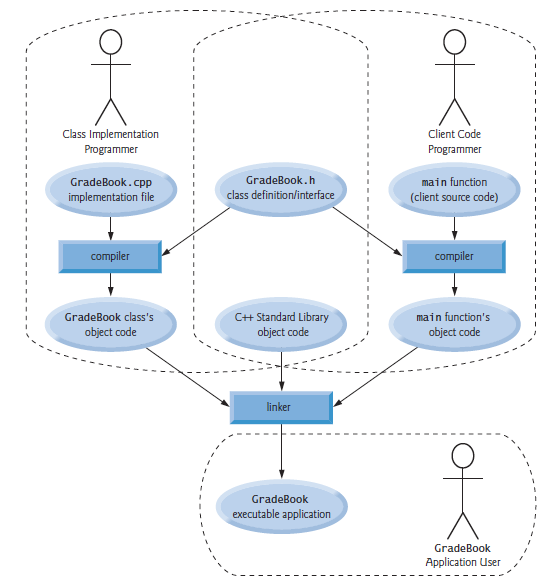 Class Implementation
Programmer
Client Code
Programmer
GradeBook.cpp
implementation file
GradeBook.h
class definition/interface
main function
(client source code)
compiler
compiler
GradeBook class's
object code
C++ Standard Library
object code
main function's
object code
linker
GradeBook
executable application
GradeBook
Application User